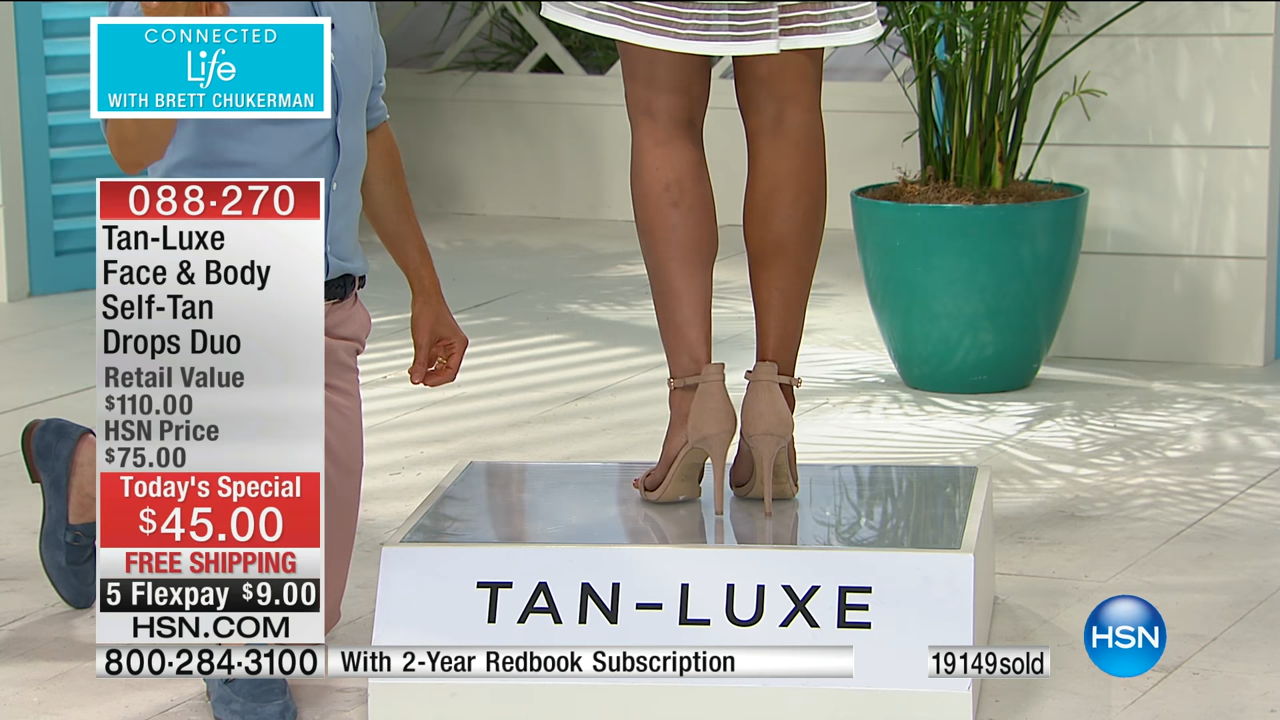 CONNECTED
Life
WITH BRETT CHUKERMAN
088·270
Tan-Luxe
Face & Body
Self-Tan
Drops Duo
Retail Value
$110.00
HSN Price
$75.00
Today's Special
$45.00
FREE SHIPPING
5 Flexpay $9.00
HSN.COM
800·284·3100
With 2-Year Redbook Subscription
19149sold
TAN-LUXE
HSN